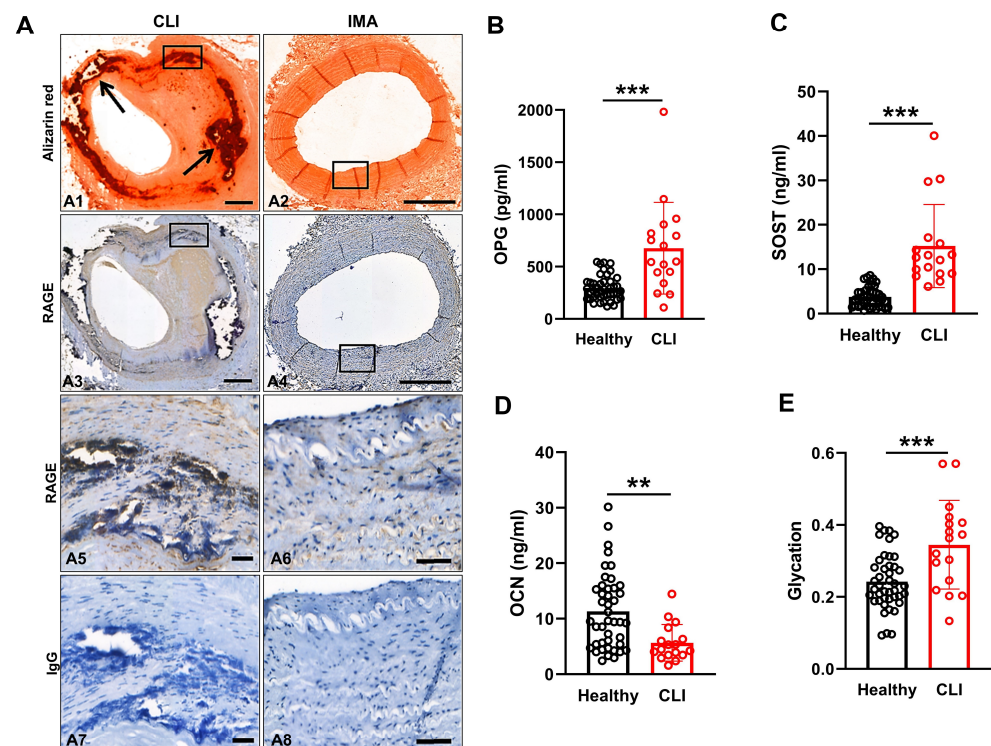 A
CLI
IMA
Alizarin red
A1
A2
RAGE
A3
A4
RAGE
A5
A6
IgG
A7
A8
B
***
OPG (pg/ml)
2000
1500
1000
500
0
Healthy
CLI
C
***
SOST (ng/ml)
50
40
30
20
10
0
Healthy
CLI
D
**
OCN (ng/ml)
40
30
20
10
0
Healthy
CLI
E
***
Glycation
0.6
0.4
0.2
0.0
Healthy
CLI